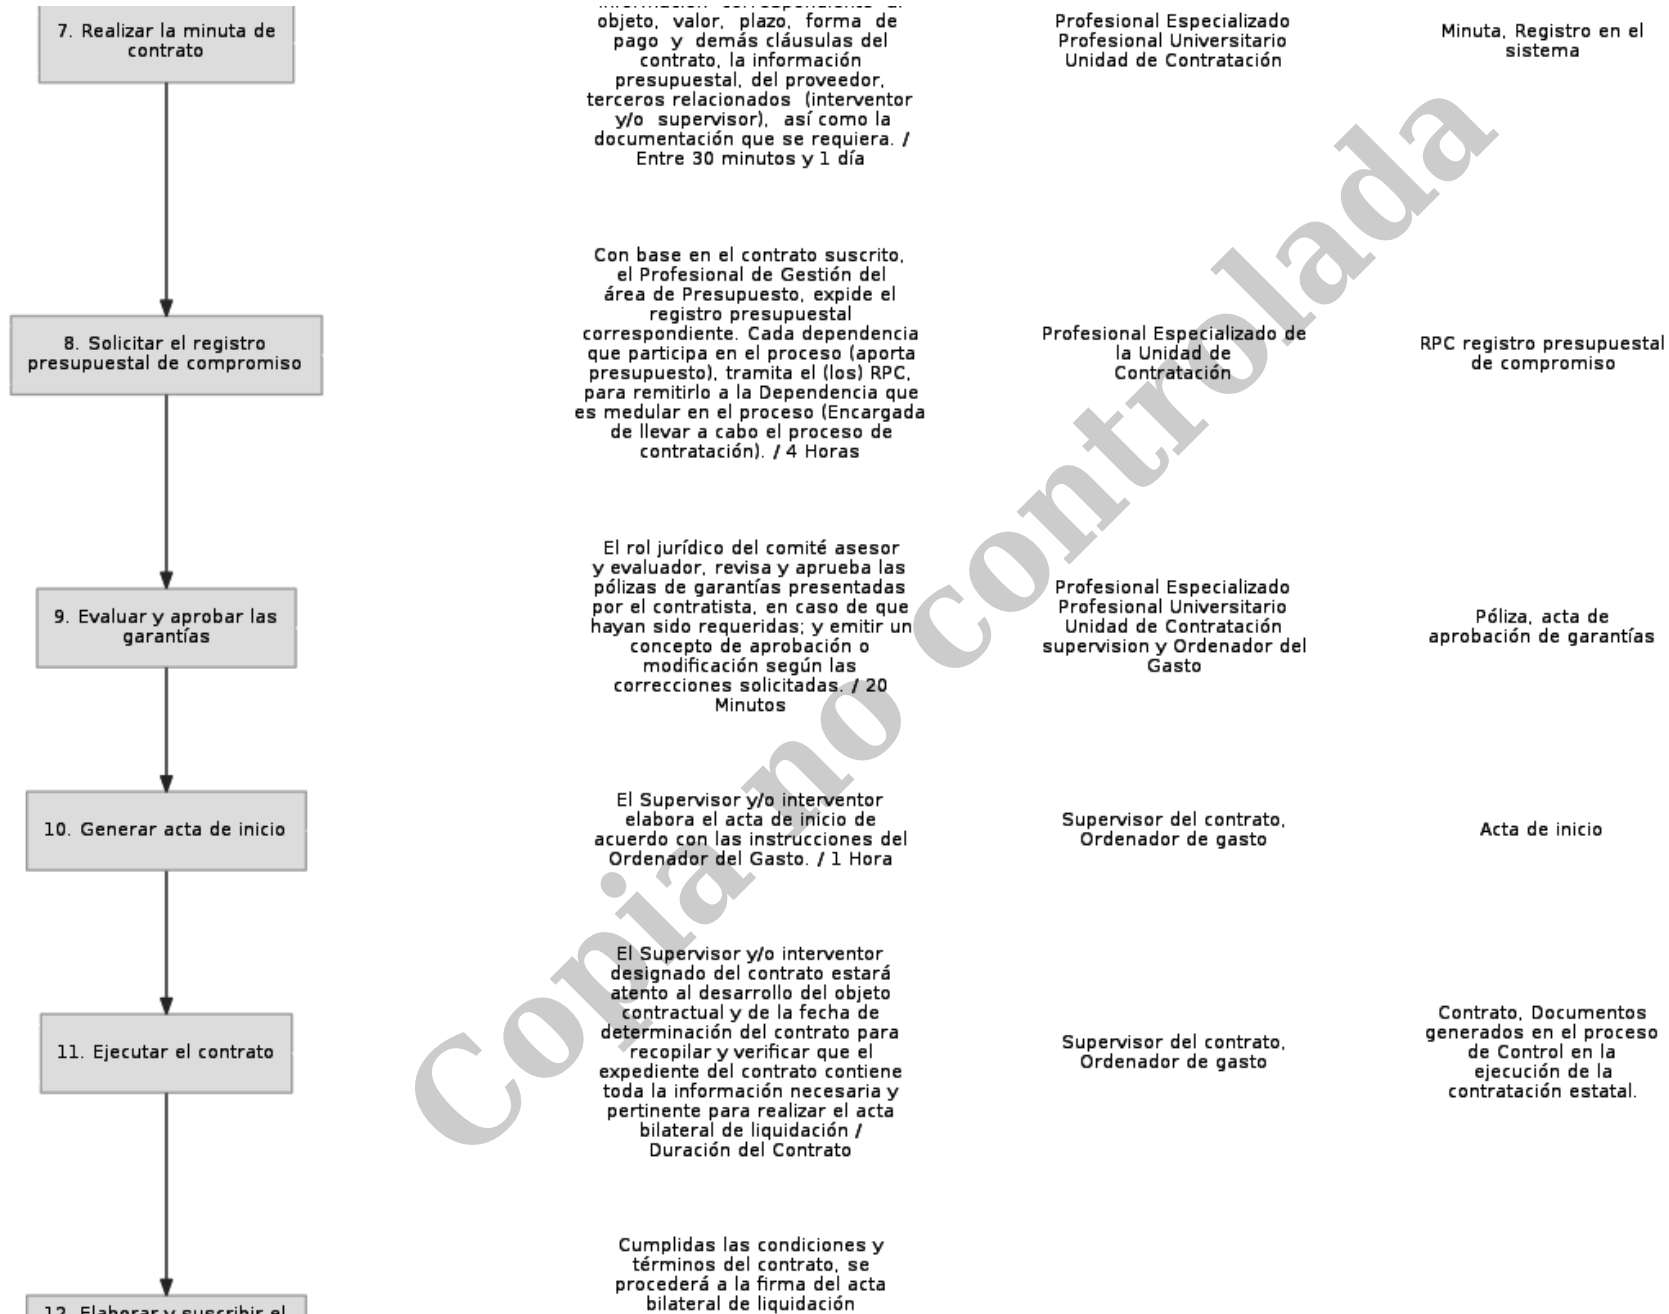 7. Realizar la minuta de
contrato
objeto, valor, plazo, forma de
pago y demás cláusulas del
contrato, la información
presupuestal, del proveedor,
terceros relacionados (interventor
y/o supervisor), así como la
documentación que se requiera. /
Entre 30 minutos y 1 día
Profesional Especializado
Profesional Universitario
Unidad de Contratación
Minuta, Registro en el
sistema
8. Solicitar el registro
presupuestal de compromiso
Con base en el contrato suscrito,
el Profesional de Gestión del
área de Presupuesto, expide el
registro presupuestal
correspondiente. Cada dependencia
que participa en el proceso (aporta
presupuesto), tramita el (los) RPC,
para remitirlo a la Dependencia que
es medular en el proceso (Encargada
de llevar a cabo el proceso de
contratación). / 4 Horas
Profesional Especializado de
la Unidad de
Contratación
RPC registro presupuestal
de compromiso
9. Evaluar y aprobar las
garantías
El rol jurídico del comité asesor
y evaluador, revisa y aprueba las
pólizas de garantías presentadas
por el contratista, en caso de que
hayan sido requeridas; y emitir un
concepto de aprobación o
modificación según las
correcciones solicitadas. / 20
Minutos
Profesional Especializado
Profesional Universitario
Unidad de Contratación
supervision y Ordenador del
Gasto
Póliza, acta de
aprobación de garantías
10. Generar acta de inicio
El Supervisor y/o interventor
elabora el acta de inicio de
acuerdo con las instrucciones del
Ordenador del Gasto. / 1 Hora
Supervisor del contrato,
Ordenador de gasto
Acta de inicio
11. Ejecutar el contrato
El Supervisor y/o interventor
designado del contrato estará
atento al desarrollo del objeto
contractual y de la fecha de
determinación del contrato para
recopilar y verificar que el
expediente del contrato contiene
toda la información necesaria y
pertinente para realizar el acta
bilateral de liquidación /
Duración del Contrato
Supervisor del contrato,
Ordenador de gasto
Contrato, Documentos
generados en el proceso
de Control en la
ejecución de la
contratación estatal.
12. Elaborar y suscribir el
Cumplidas las condiciones y
términos del contrato, se
procederá a la firma del acta
bilateral de liquidación
Copia no controlada